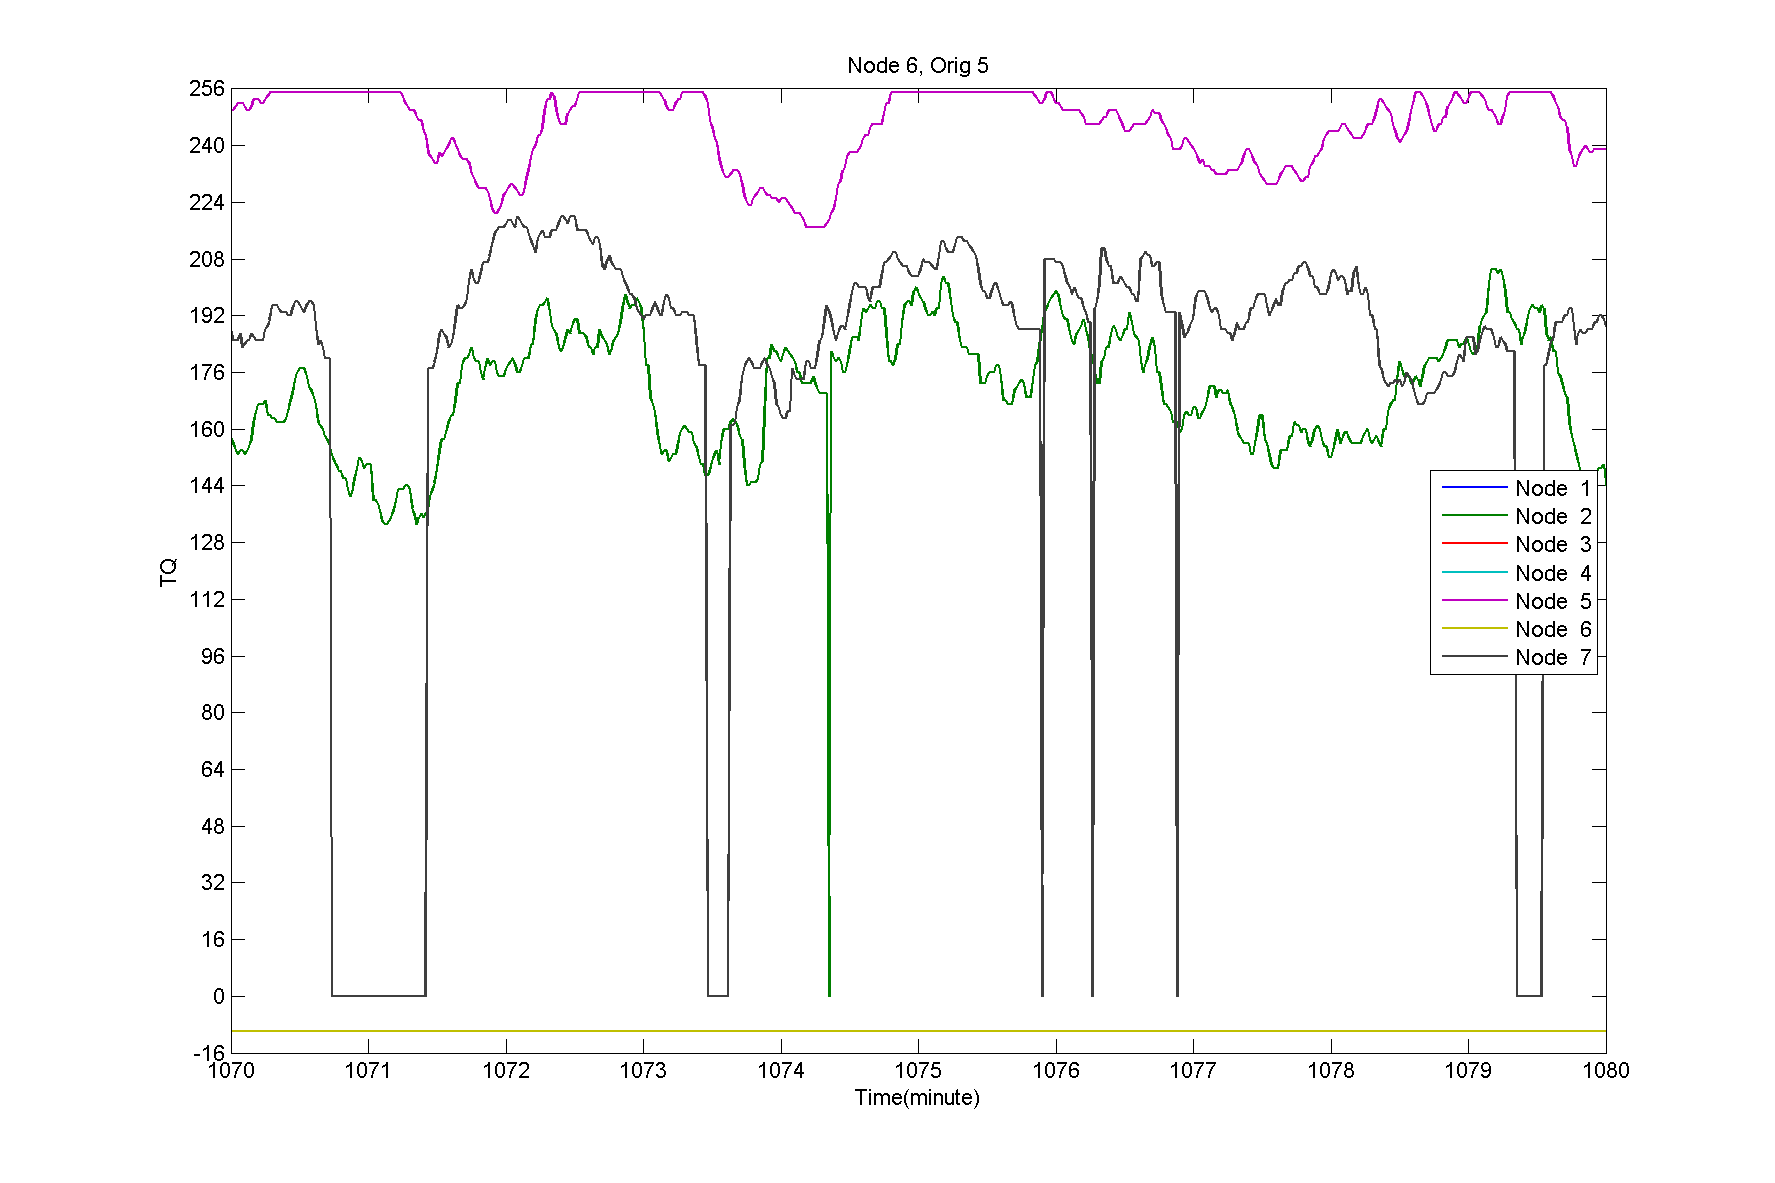 Node 6, Orig 5
256
240
224
208
192
176
160
144
128
112
96
80
64
48
32
16
0
-16
TQ
1070 1071 1072 1073 1074 1075 1076 1077 1078 1079 1080
Time(minute)
Node 1
Node 2
Node 3
Node 4
Node 5
Node 6
Node 7